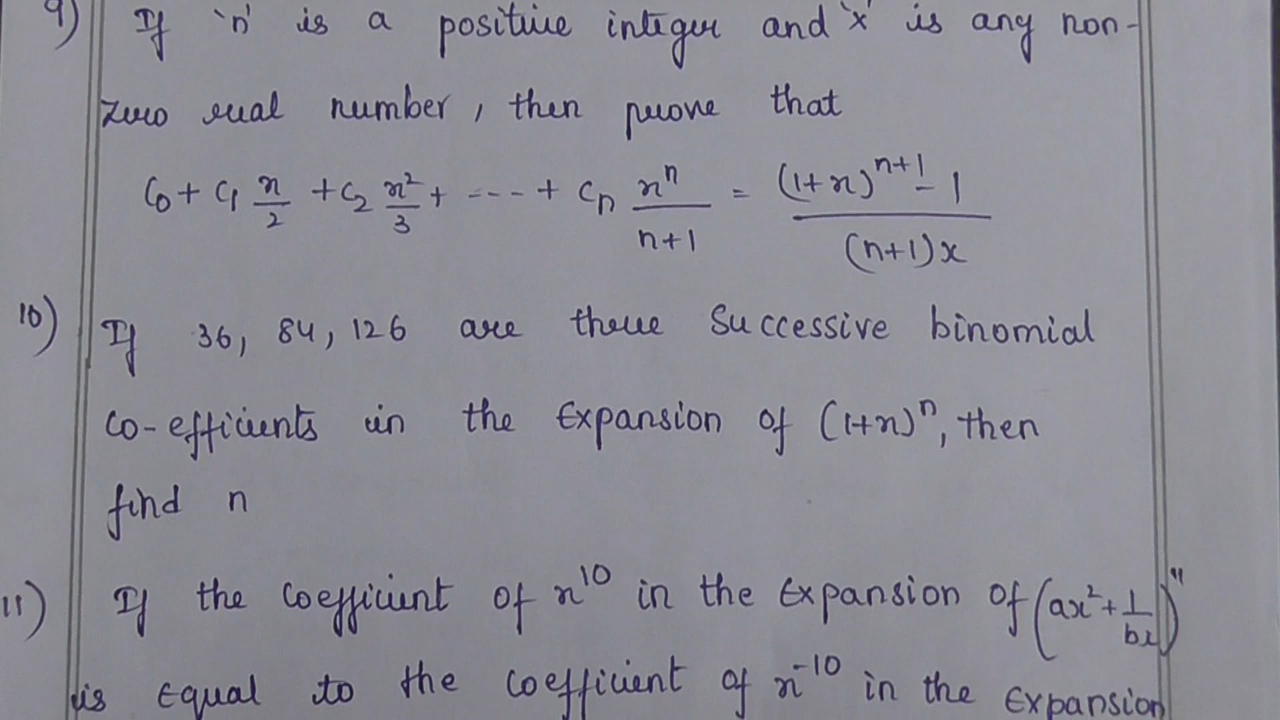 9) If 'n' is a positive integer and 'x' is any non-
zero real number, then prove that
C₀ + C₁ x/2 + C₂ x²/3 + ---- + Cₙ xⁿ/(n+1) = ((1+x)ⁿ⁺¹ - 1)/((n+1)x)
10) If 36, 84, 126 are three successive binomial
co-efficients in the Expansion of (1+x)ⁿ, then
find n
11) If the coefficient of x¹⁰ in the Expansion of (ax² + 1/bx)¹¹
is Equal to the coefficient of x⁻¹⁰ in the Expansion